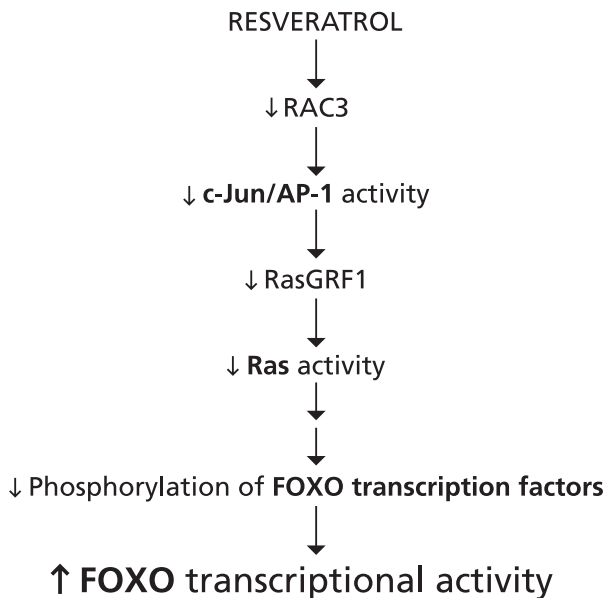 RESVERATROL
↓ RAC3
↓ c-Jun/AP-1 activity
↓ RasGRF1
↓ Ras activity
↓ Phosphorylation of FOXO transcription factors
↑ FOXO transcriptional activity